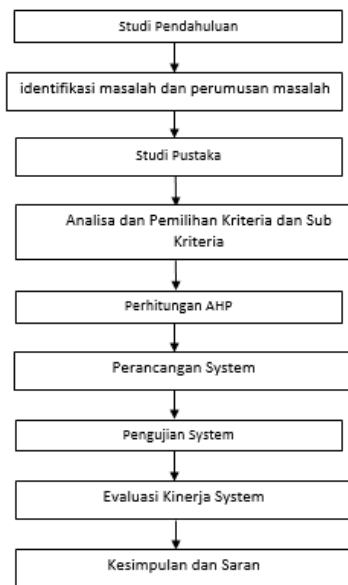 Studi Pendahuluan
identifikasi masalah dan perumusan masalah
Studi Pustaka
Analisa dan Pemilihan Kriteria dan Sub
Kriteria
Perhitungan AHP
Perancangan System
Pengujian System
Evaluasi Kinerja System
Kesimpulan dan Saran